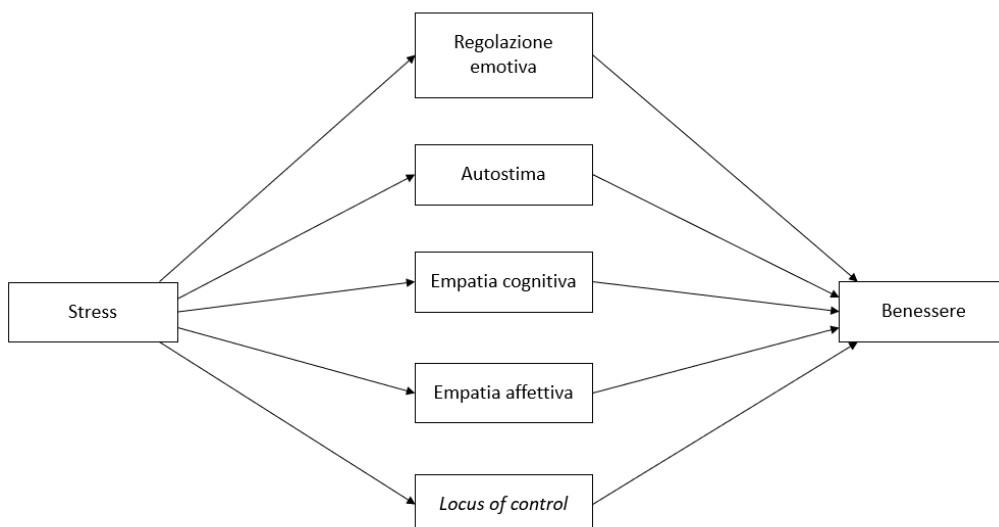 Regolazione
emotiva
Autostima
Empatia cognitiva
Stress
Benessere
Empatia affettiva
Locus of control